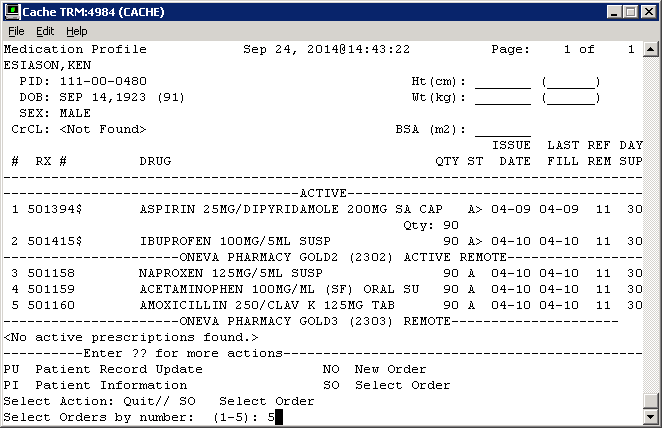 Cache TRM:4984 (CACHE)
File Edit Help
Medication Profile Sep 24, 2014@14:43:22 Page: 1 of 1
ESIASON,KEN
PID: 111-00-0480 Ht(cm): _______ (______)
DOB: SEP 14,1923 (91) Wt(kg): _______ (______)
SEX: MALE
CrCL: <Not Found> BSA (m2): _______
ISSUE LAST REF DAY
# RX # DRUG QTY ST DATE FILL REM SUP
--------------------------------------------------------------------------------
-------------------------------------ACTIVE-------------------------------------
1 501394$ ASPIRIN 25MG/DIPYRIDAMOLE 200MG SA CAP A> 04-09 04-09 11 30
Qty: 90
2 501415$ IBUPROFEN 100MG/5ML SUSP 90 A> 04-10 04-10 11 30
----------------------ONEVA PHARMACY GOLD2 (2302) ACTIVE REMOTE-----------------
3 501158 NAPROXEN 125MG/5ML SUSP 90 A 04-10 04-10 11 30
4 501159 ACETAMINOPHEN 100MG/ML (SF) ORAL SU 90 A 04-10 04-10 11 30
5 501160 AMOXICILLIN 250/CLAV K 125MG TAB 90 A 04-10 04-10 11 30
----------------------ONEVA PHARMACY GOLD3 (2303) REMOTE---------------------
<No active prescriptions found.>
----------Enter ?? for more actions---------------------------------------------
PU Patient Record Update NO New Order
PI Patient Information SO Select Order
Select Action: Quit// SO Select Order
Select Orders by number: (1-5): 5